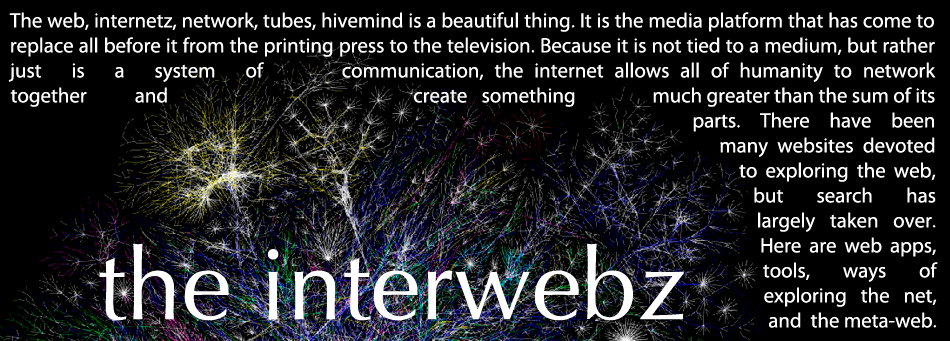 The web, internetz, network, tubes, hivemind is a beautiful thing. It is the media platform that has come to
replace all before it from the printing press to the television. Because it is not tied to a medium, but rather
just is a system of communication, the internet allows all of humanity to network
together and create something much greater than the sum of its
parts. There have been
many websites devoted
to exploring the web,
but search has
largely taken over.
Here are web apps,
tools, ways of
exploring the net,
and the meta-web.
the interwebz